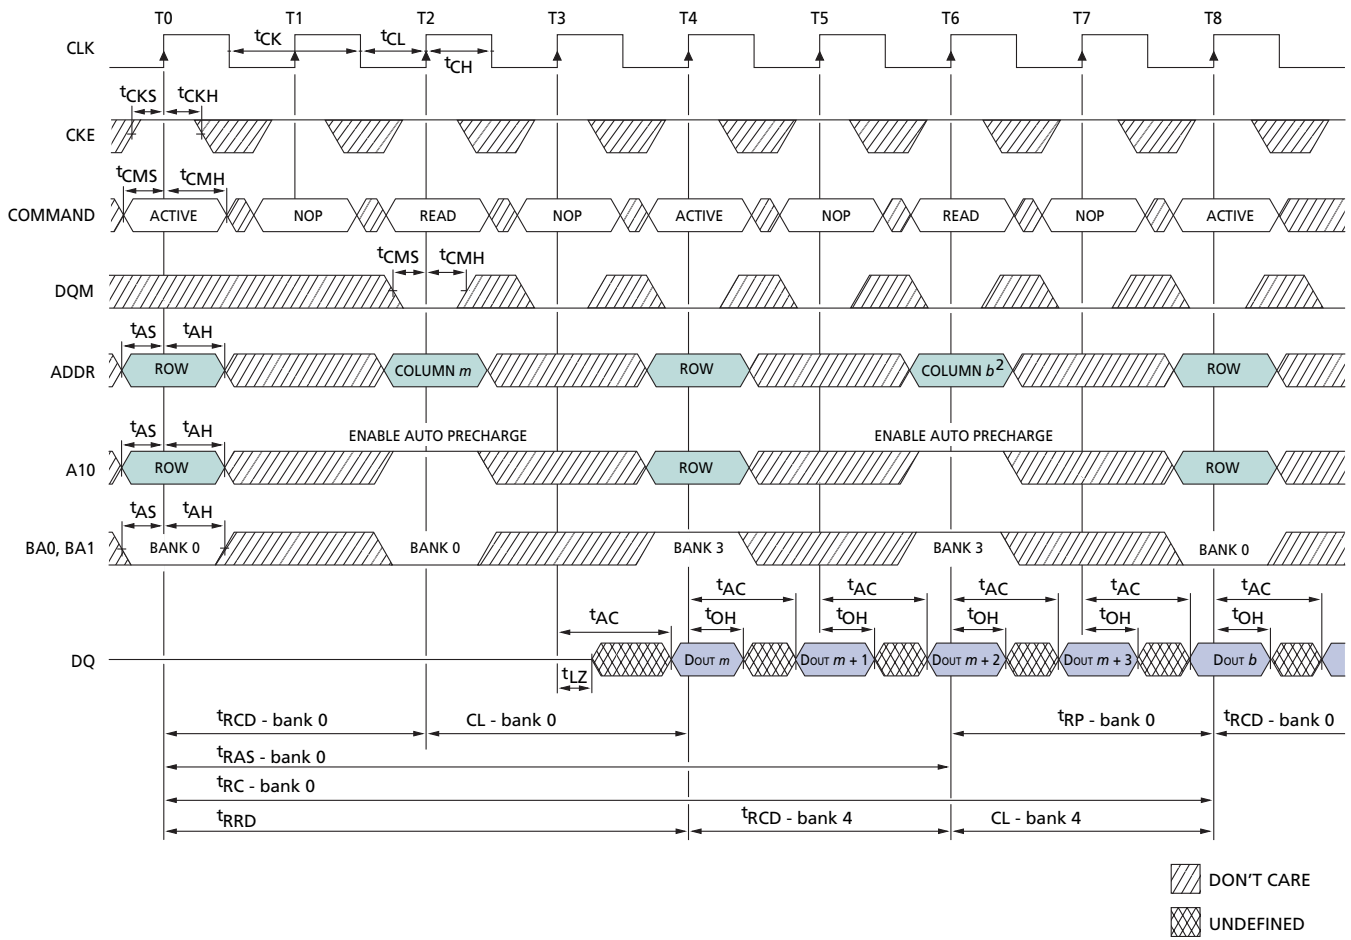 T0 T1 T2 T3 T4 T5 T6 T7 T8
CLK
tCK tCL
tCH
tCKS tCKH
CKE
tCMS tCMH
COMMAND ACTIVE NOP READ NOP ACTIVE NOP READ NOP ACTIVE
tCMS tCMH
DQM
tAS tAH
ADDR ROW COLUMN m ROW COLUMN b2 ROW
tAS tAH ENABLE AUTO PRECHARGE ENABLE AUTO PRECHARGE
A10 ROW ROW ROW
tAS tAH
BA0, BA1 BANK 0 BANK 0 BANK 3 BANK 3 BANK 0
tAC tAC tAC tAC tAC
tAC tOH tOH tOH tOH tOH
DQ DOUT m DOUT m + 1 DOUT m + 2 DOUT m + 3 DOUT b
tLZ
tRCD - bank 0 CL - bank 0 tRP - bank 0 tRCD - bank 0
tRAS - bank 0
tRC - bank 0
tRRD tRCD - bank 4 CL - bank 4
DON'T CARE
UNDEFINED